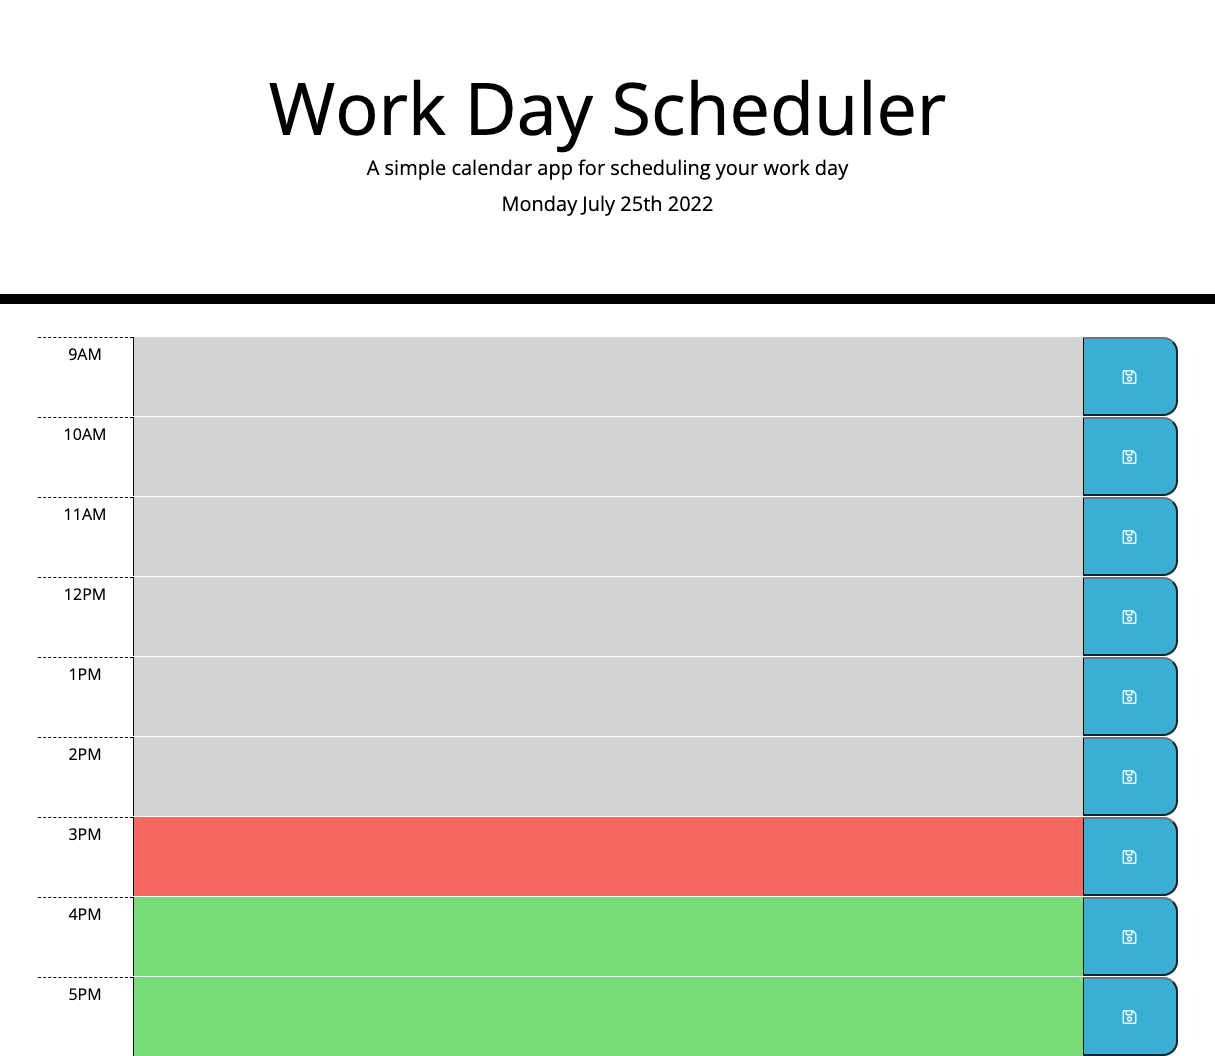 Work Day Scheduler
A simple calendar app for scheduling your work day
Monday July 25th 2022
9AM
10AM
11AM
12PM
1PM
2PM
3PM
4PM
5PM